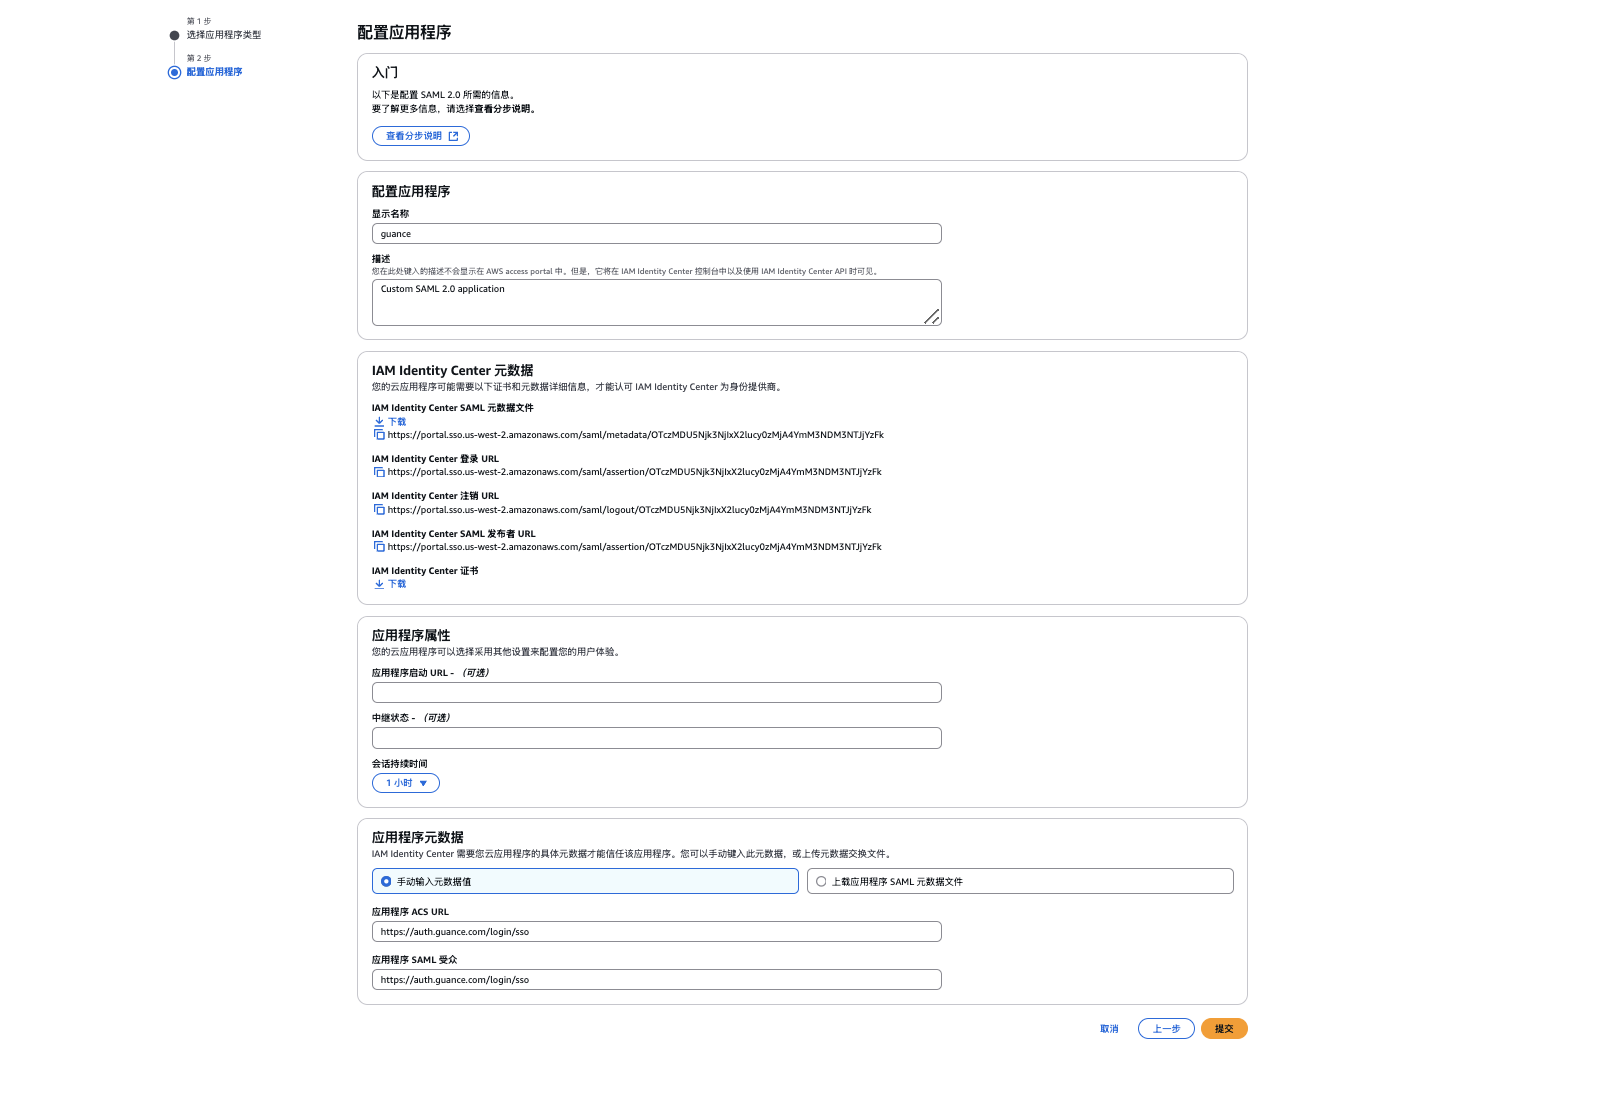 第 1 步
选择应用程序类型
第 2 步
配置应用程序
配置应用程序
入门
以下是配置 SAML 2.0 所需的信息。
要了解更多信息，请选择查看分步说明。
查看分步说明
配置应用程序
显示名称
guance
描述
您在此处键入的描述不会显示在 AWS access portal 中。但是，它将在 IAM Identity Center 控制台中以及使用 IAM Identity Center API 时可见。
Custom SAML 2.0 application
IAM Identity Center 元数据
您的云应用程序可能需要以下证书和元数据详细信息，才能认可 IAM Identity Center 为身份提供商。
IAM Identity Center SAML 元数据文件
下载
https://portal.sso.us-west-2.amazonaws.com/saml/metadata/OTczMDU5Njk3NjIxX2lucy0zMjA4YmM3NDM3NTJjYzFk
IAM Identity Center 登录 URL
https://portal.sso.us-west-2.amazonaws.com/saml/assertion/OTczMDU5Njk3NjIxX2lucy0zMjA4YmM3NDM3NTJjYzFk
IAM Identity Center 注销 URL
https://portal.sso.us-west-2.amazonaws.com/saml/logout/OTczMDU5Njk3NjIxX2lucy0zMjA4YmM3NDM3NTJjYzFk
IAM Identity Center SAML 发布者 URL
https://portal.sso.us-west-2.amazonaws.com/saml/assertion/OTczMDU5Njk3NjIxX2lucy0zMjA4YmM3NDM3NTJjYzFk
IAM Identity Center 证书
下载
应用程序属性
您的云应用程序可以选择采用其他设置来配置您的用户体验。
应用程序启动 URL - （可选）
中继状态 - （可选）
会话持续时间
1 小时
应用程序元数据
IAM Identity Center 需要您云应用程序的具体元数据才能信任该应用程序。您可以手动键入此元数据，或上传元数据交换文件。
手动输入元数据值
上载应用程序 SAML 元数据文件
应用程序 ACS URL
https://auth.guance.com/login/sso
应用程序 SAML 受众
https://auth.guance.com/login/sso
取消
上一步
提交